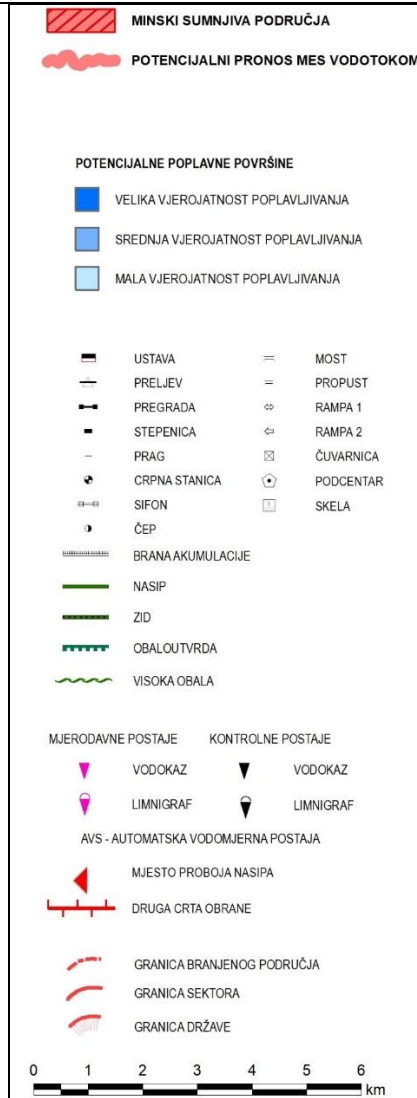 MINSKI SUMNJIVA PODRUČJA
POTENCIJALNI PRONOS MES VODOTOKOM
POTENCIJALNE POPLAVNE POVRŠINE
VELIKA VJEROJATNOST POPLAVLJIVANJA
SREDNJA VJEROJATNOST POPLAVLJIVANJA
MALA VJEROJATNOST POPLAVLJIVANJA
USTAVA MOST
PRELJEV PROPUST
PREGRADA RAMPA 1
STEPENICA RAMPA 2
PRAG ČUVARNICA
CRPNA STANICA PODCENTAR
SIFON SKELA
ČEP
BRANA AKUMULACIJE
NASIP
ZID
OBALOUTVRDA
VISOKA OBALA
MJERODAVNE POSTAJE KONTROLNE POSTAJE
VODOKAZ VODOKAZ
LIMNIGRAF LIMNIGRAF
AVS - AUTOMATSKA VODOMJERNA POSTAJA
MJESTO PROBOJA NASIPA
DRUGA CRTA OBRANE
GRANICA BRANJENOG PODRUČJA
GRANICA SEKTORA
GRANICA DRŽAVE
0 1 2 3 4 5 6
km